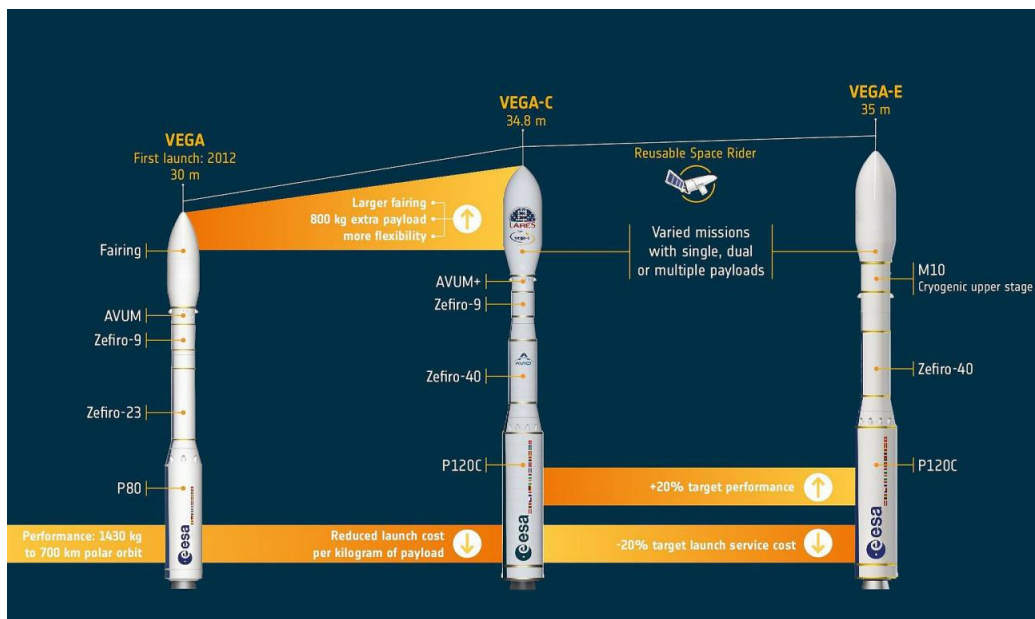 VEGA
First launch: 2012
30 m
Fairing
AVUM
Zefiro-9
Zefiro-23
P80
Performance: 1430 kg
to 700 km polar orbit
esa
Larger fairing
800 kg extra payload
more flexibility
Reduced launch cost
per kilogram of payload
VEGA-C
34.8 m
LARES
VEGA-C
AVUM+
Zefiro-9
AVIO
Zefiro-40
P120C
esa
Reusable Space Rider
Varied missions
with single, dual
or multiple payloads
+20% target performance
-20% target launch service cost
VEGA-E
35 m
M10
Cryogenic upper stage
Zefiro-40
P120C
esa